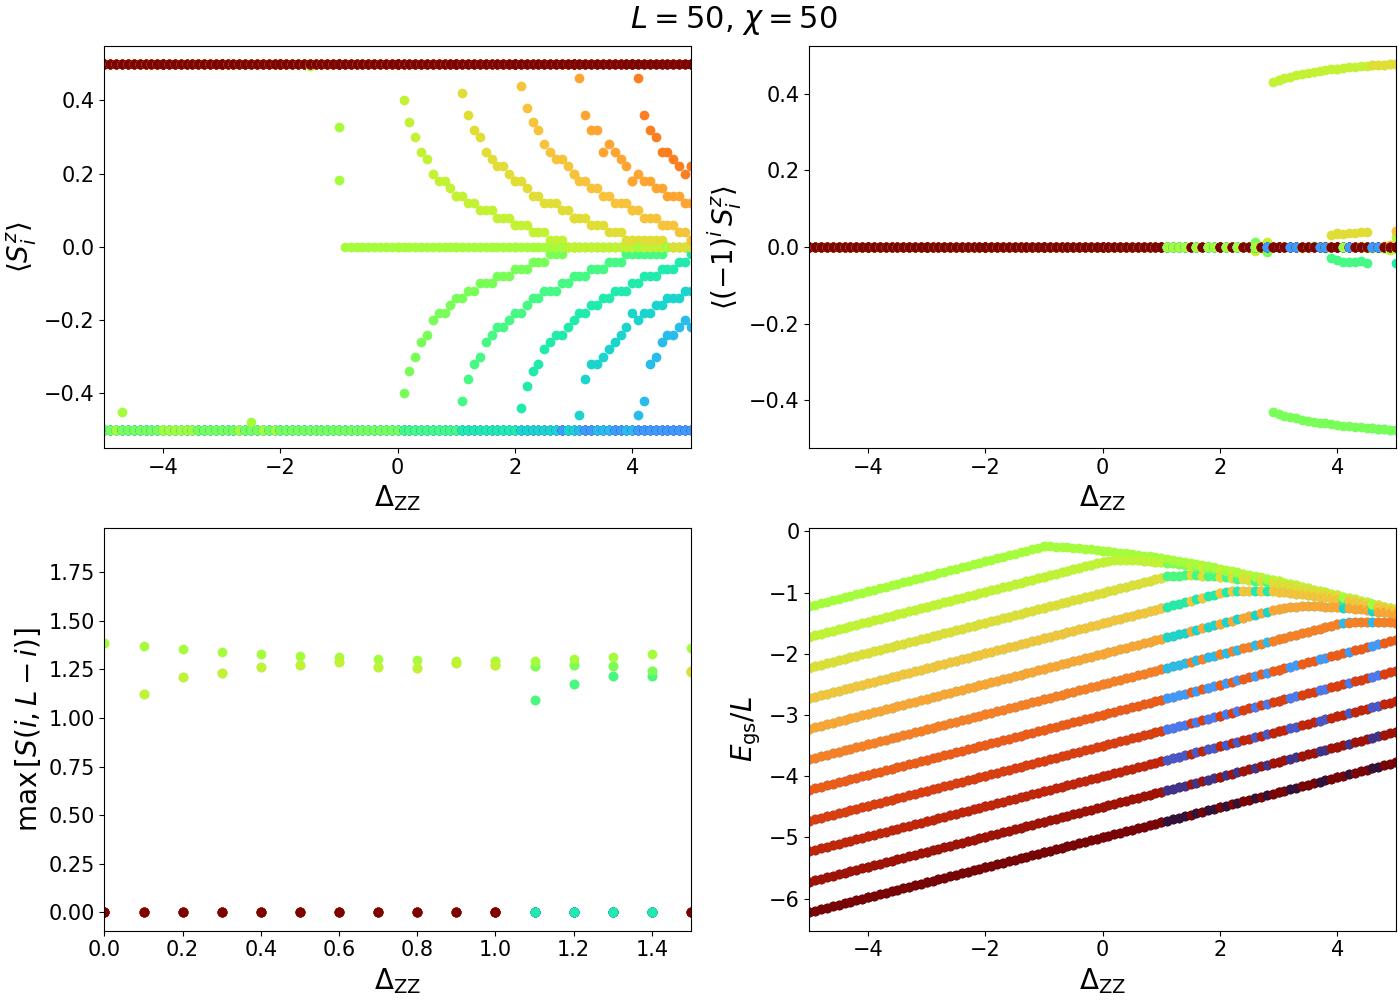 L = 50, χ = 50
0.4
0.2
0.0
−0.2
−0.4
⟨S_i^z⟩
−4 −2 0 2 4
Δ_ZZ
0.4
0.2
0.0
−0.2
−0.4
⟨(−1)^i S_i^z⟩
−4 −2 0 2 4
Δ_ZZ
1.75
1.50
1.25
1.00
0.75
0.50
0.25
0.00
max [S(i, L − i)]
0.0 0.2 0.4 0.6 0.8 1.0 1.2 1.4
Δ_ZZ
0
−1
−2
−3
−4
−5
−6
E_gs/L
−4 −2 0 2 4
Δ_ZZ